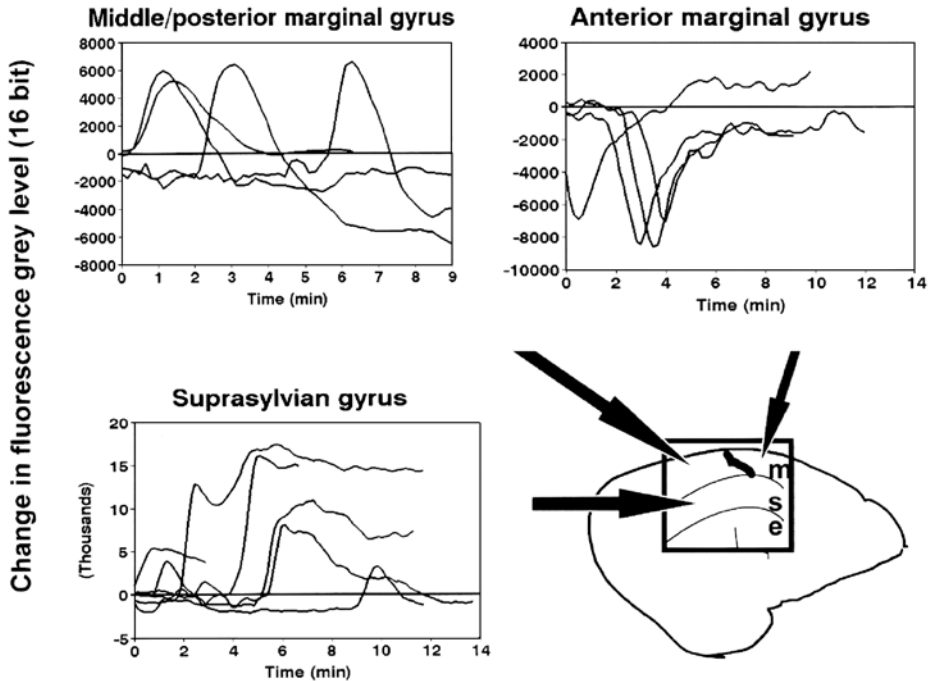 Change in fluorescence grey level (16 bit)
Middle/posterior marginal gyrus
8000
6000
4000
2000
0
-2000
-4000
-6000
-8000
0 1 2 3 4 5 6 7 8 9
Time (min)
Anterior marginal gyrus
4000
2000
0
-2000
-4000
-6000
-8000
-10000
0 2 4 6 8 10 12 14
Time (min)
Suprasylvian gyrus
(Thousands)
20
15
10
5
0
-5
0 2 4 6 8 10 12 14
Time (min)
m
s
e